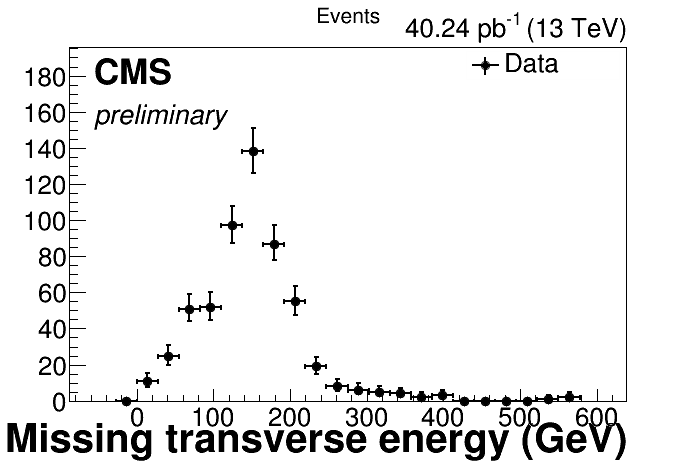 Events
40.24 pb-1 (13 TeV)
CMS
Data
preliminary
180
160
140
120
100
80
60
40
20
0
0 100 200 300 400 500 600
Missing transverse energy (GeV)